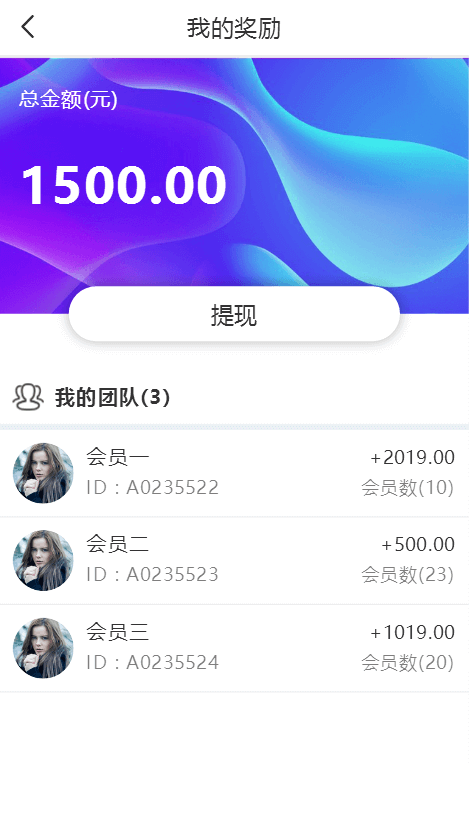 我的奖励
总金额(元)
1500.00
提现
我的团队(3)
会员一 +2019.00
ID : A0235522 会员数(10)
会员二 +500.00
ID : A0235523 会员数(23)
会员三 +1019.00
ID : A0235524 会员数(20)